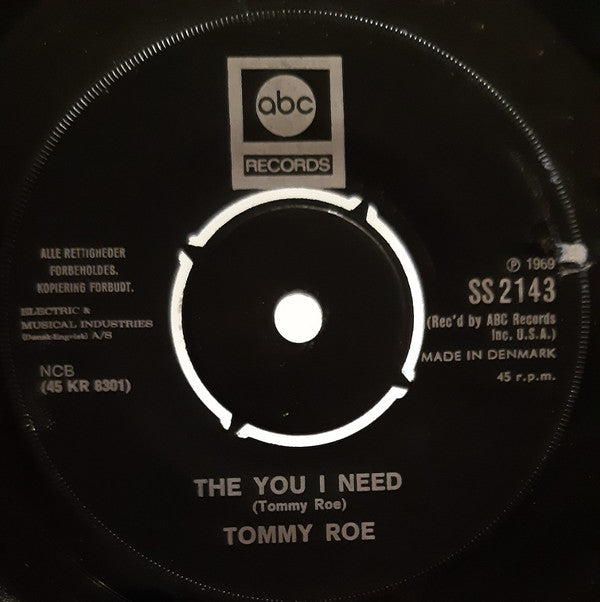 abc
RECORDS
ALLE RETTIGHEDER
FORBEHOLDES.
KOPIERING FORBUDT.
ELECTRIC &
MUSICAL INDUSTRIES
(Dansk-Engelsk) A/S
NCB
(45 KR 8301)
℗ 1969
SS 2143
(Rec'd by ABC Records
Inc. U.S.A.)
MADE IN DENMARK
45 r.p.m.
THE YOU I NEED
(Tommy Roe)
TOMMY ROE